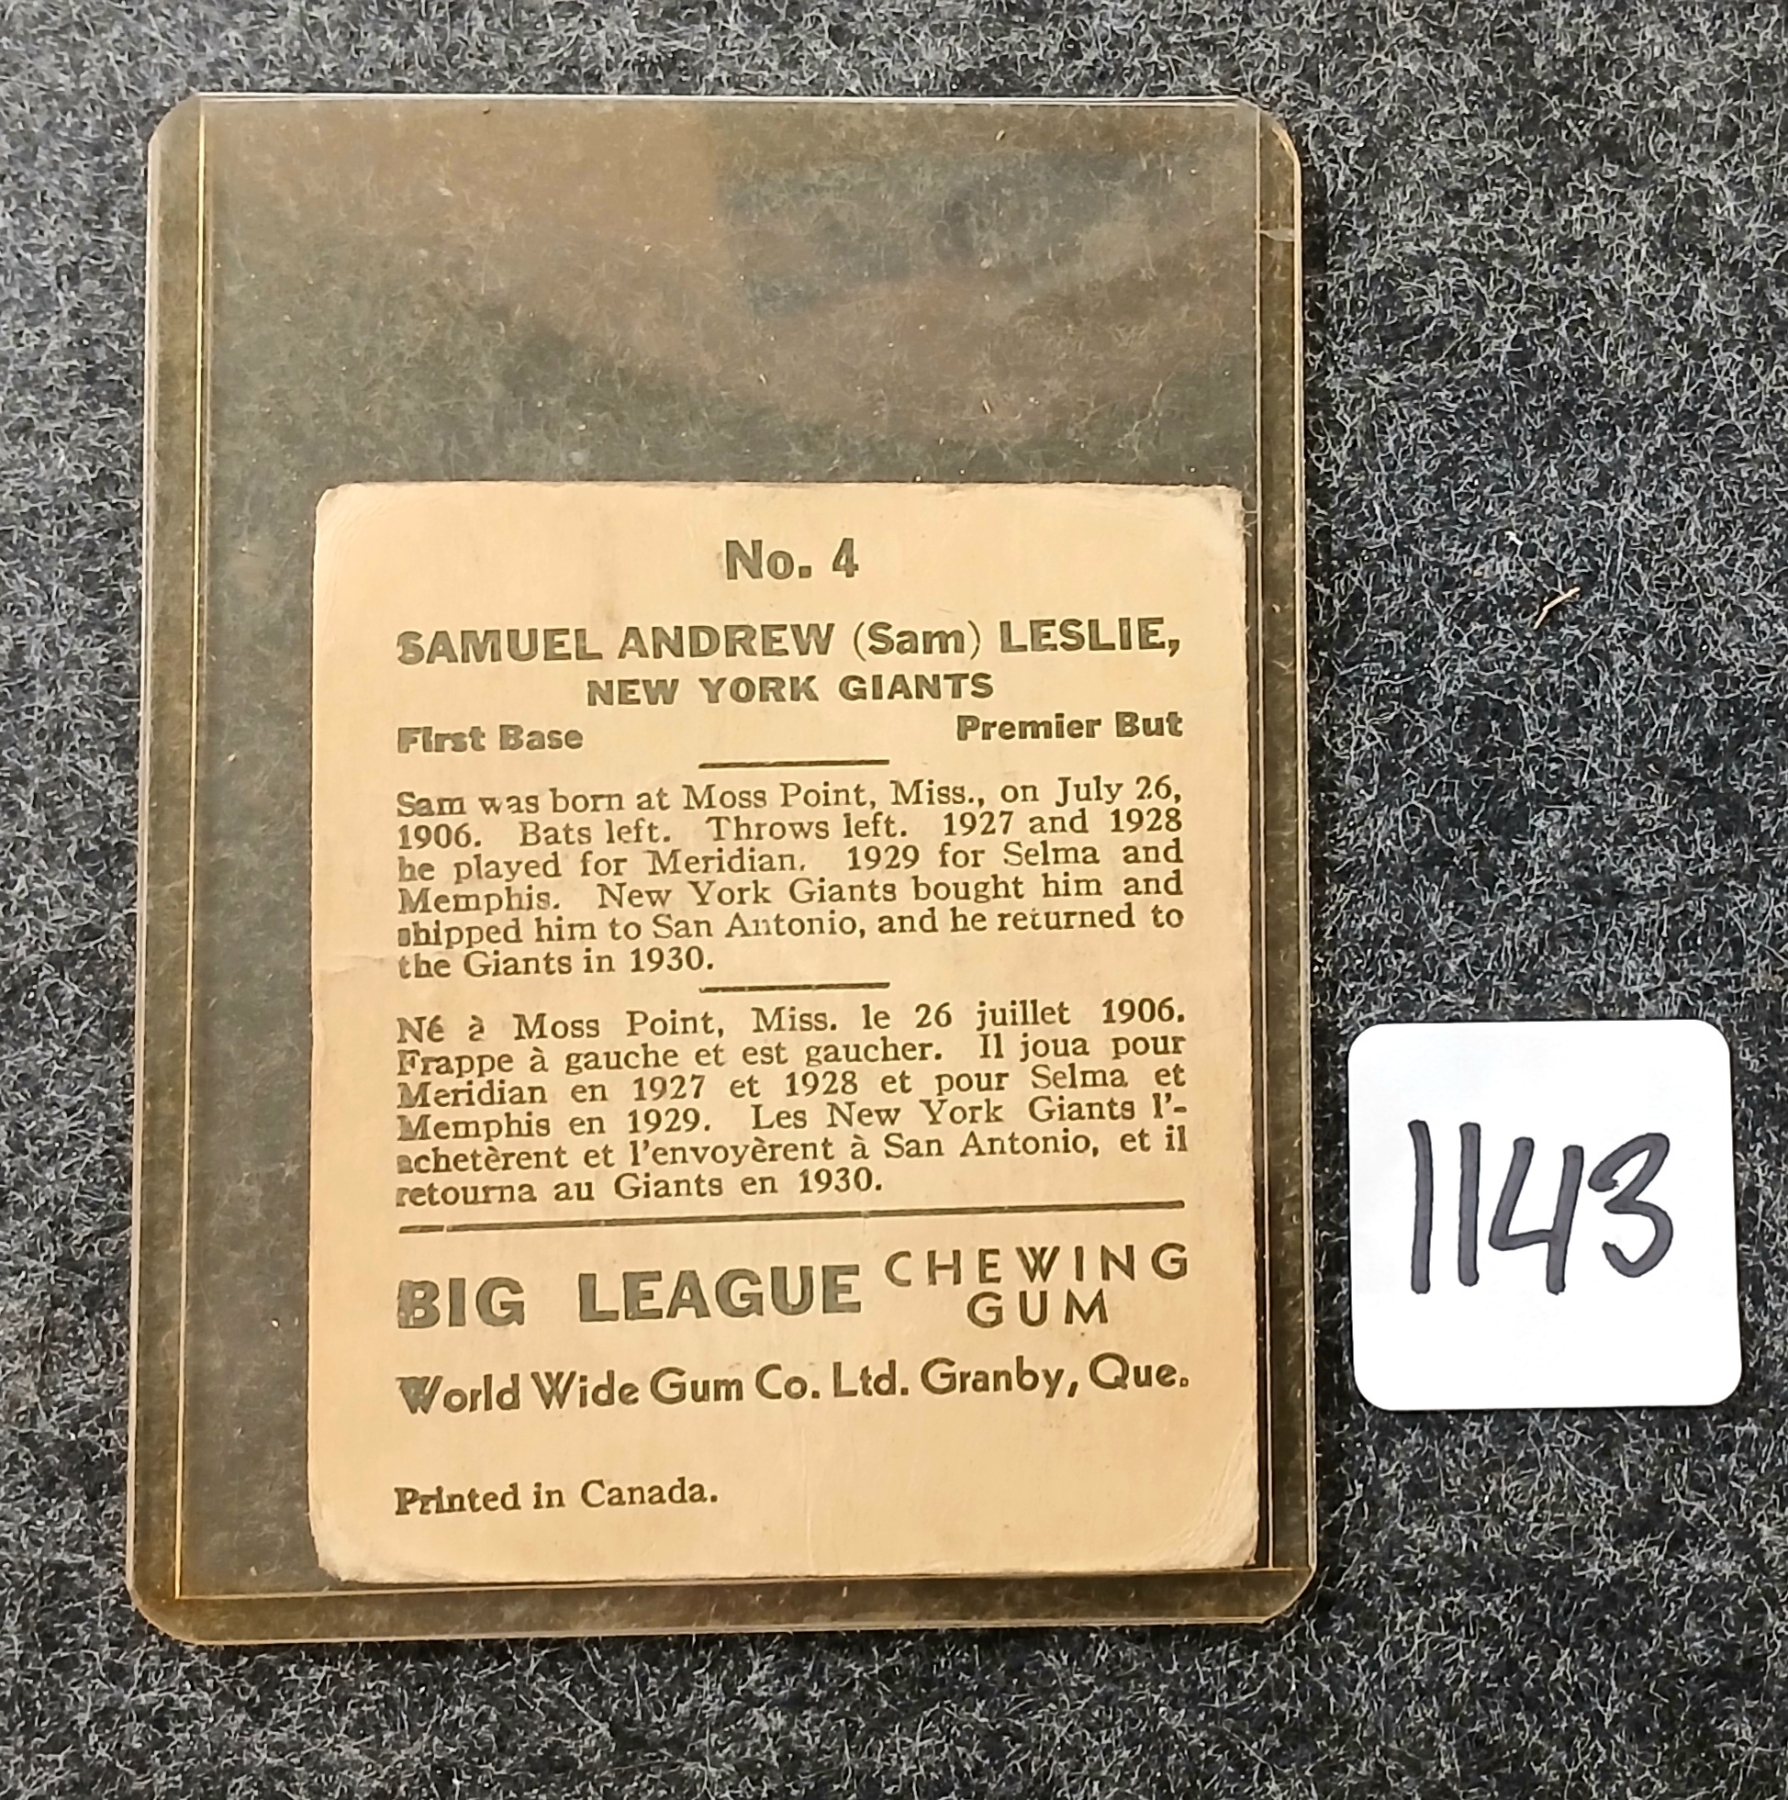 No. 4
SAMUEL ANDREW (Sam) LESLIE,
NEW YORK GIANTS
First Base Premier But
Sam was born at Moss Point, Miss., on July 26,
1906. Bats left. Throws left. 1927 and 1928
he played for Meridian. 1929 for Selma and
Memphis. New York Giants bought him and
shipped him to San Antonio, and he returned to
the Giants in 1930.
Né à Moss Point, Miss. le 26 juillet 1906.
Frappe à gauche et est gaucher. Il joua pour
Meridian en 1927 et 1928 et pour Selma et
Memphis en 1929. Les New York Giants l'-
achetèrent et l'envoyèrent à San Antonio, et il
retourna au Giants en 1930.
BIG LEAGUE CHEWING
GUM
World Wide Gum Co. Ltd. Granby, Que.
Printed in Canada.
1143